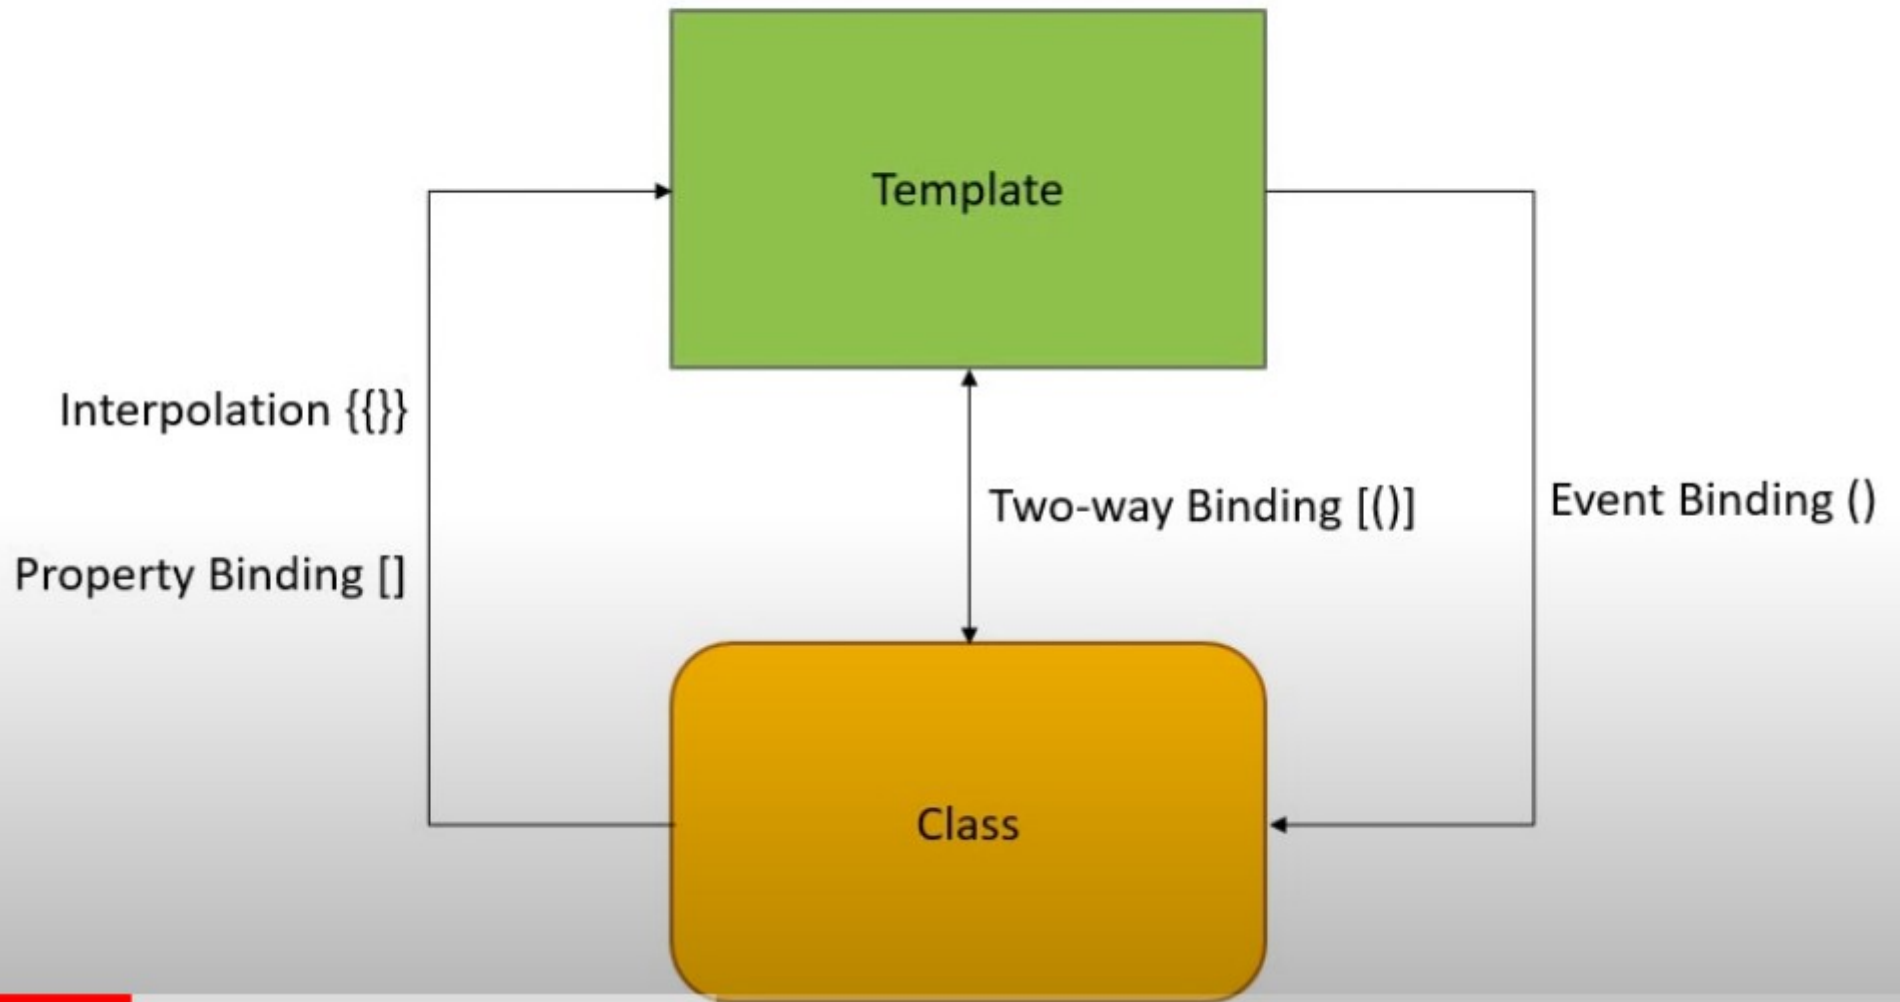 Template
Interpolation {{}}
Property Binding []
Two-way Binding [()]
Event Binding ()
Class